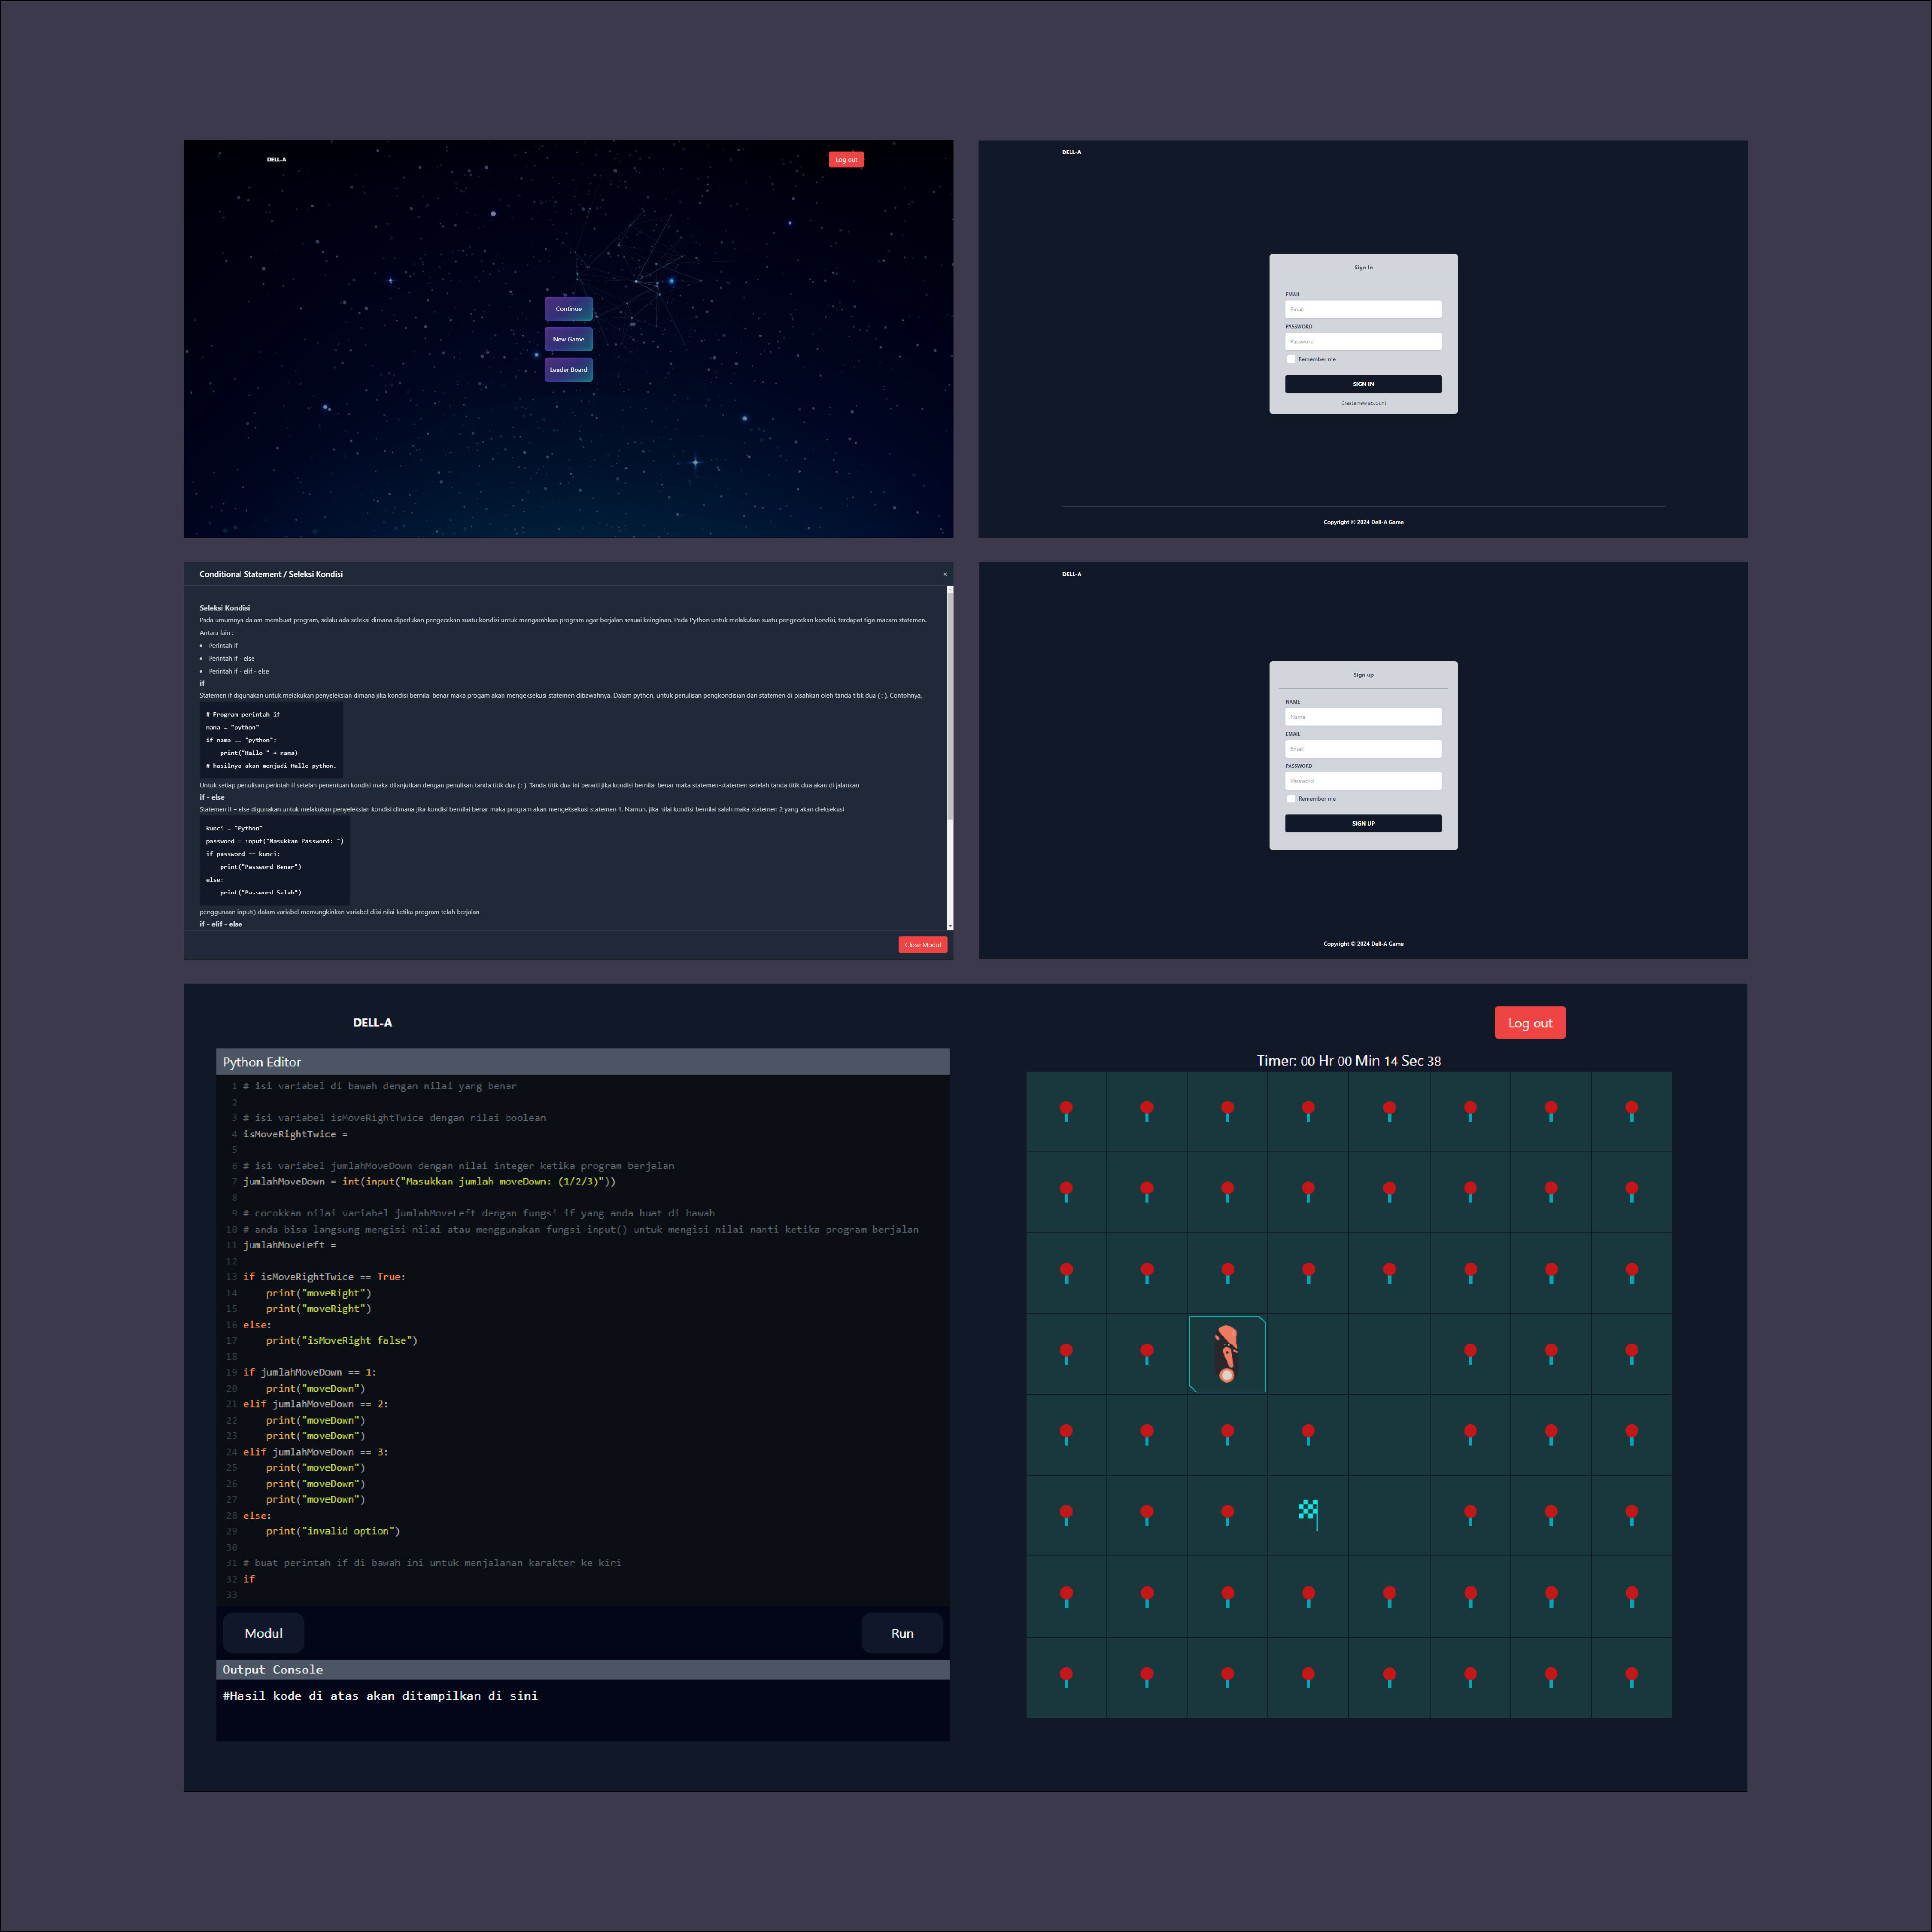 DELL-A
Log out
Continue
New Game
Leader Board
DELL-A
Sign in
EMAIL
Email
PASSWORD
Password
Remember me
SIGN IN
Create new account
Copyright © 2024 Dell-A Game
Conditional Statement / Seleksi Kondisi
×
Seleksi Kondisi
Pada umumnya dalam membuat program, selalu ada seleksi dimana diperlukan pengecekan suatu kondisi untuk mengarahkan program agar berjalan sesuai keinginan. Pada Python untuk melakukan suatu pengecekan kondisi, terdapat tiga macam statemen.
Antara lain :
• Perintah if
• Perintah if - else
• Perintah if - elif - else
if
Statemen if digunakan untuk melakukan penyeleksian dimana jika kondisi bernilai benar maka progam akan mengeksekusi statemen dibawahnya. Dalam python, untuk penulisan pengkondisian dan statemen di pisahkan oleh tanda titik dua ( : ). Contohnya,
# Program perintah if
nama = "python"
if nama == "python":
print("Hallo " + nama)
# hasilnya akan menjadi Hallo python.
Untuk setiap penulisan perintah if setelah penentuan kondisi maka dilanjutkan dengan penulisan tanda titik dua ( : ). Tanda titik dua ini berarti jika kondisi bernilai benar maka statemen-statemen setelah tanda titik dua akan di jalankan
if - else
Statemen if – else digunakan untuk melakukan penyeleksian kondisi dimana jika kondisi bernilai benar maka program akan mengeksekusi statemen 1. Namun, jika nilai kondisi bernilai salah maka statemen 2 yang akan dieksekusi
kunci = "Python"
password = input("Masukkan Password: ")
if password == kunci:
print("Password Benar")
else:
print("Password Salah")
penggunaan input() dalam variabel memungkinkan variabel diisi nilai ketika program telah berjalan
if - elif - else
Close Modul
DELL-A
Sign up
NAME
Name
EMAIL
Email
PASSWORD
Password
Remember me
SIGN UP
Copyright © 2024 Dell-A Game
DELL-A
Log out
Python Editor
1 # isi variabel di bawah dengan nilai yang benar
2
3 # isi variabel isMoveRightTwice dengan nilai boolean
4 isMoveRightTwice =
5
6 # isi variabel jumlahMoveDown dengan nilai integer ketika program berjalan
7 jumlahMoveDown = int(input("Masukkan jumlah moveDown: (1/2/3)"))
8
9 # cocokkan nilai variabel jumlahMoveLeft dengan fungsi if yang anda buat di bawah
10 # anda bisa langsung mengisi nilai atau menggunakan fungsi input() untuk mengisi nilai nanti ketika program berjalan
11 jumlahMoveLeft =
12
13 if isMoveRightTwice == True:
14 print("moveRight")
15 print("moveRight")
16 else:
17 print("isMoveRight false")
18
19 if jumlahMoveDown == 1:
20 print("moveDown")
21 elif jumlahMoveDown == 2:
22 print("moveDown")
23 print("moveDown")
24 elif jumlahMoveDown == 3:
25 print("moveDown")
26 print("moveDown")
27 print("moveDown")
28 else:
29 print("invalid option")
30
31 # buat perintah if di bawah ini untuk menjalanan karakter ke kiri
32 if
33
Modul
Run
Output Console
#Hasil kode di atas akan ditampilkan di sini
Timer: 00 Hr 00 Min 14 Sec 38